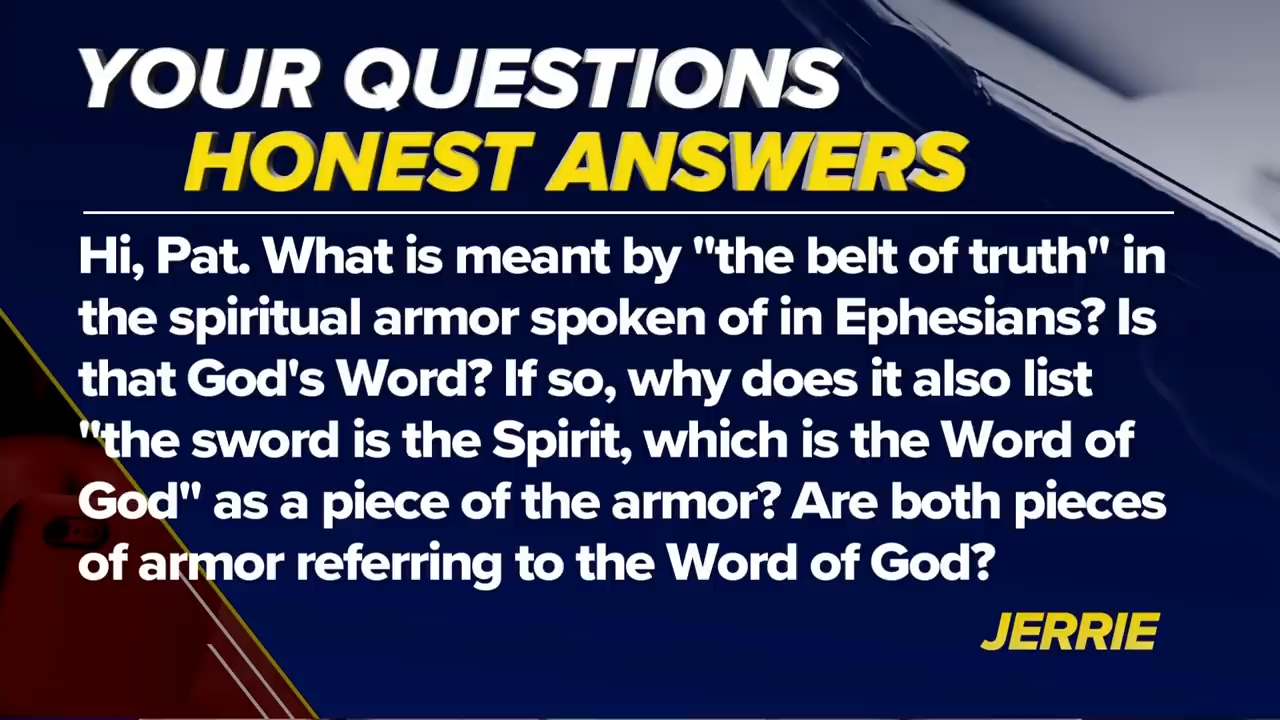 YOUR QUESTIONS
HONEST ANSWERS
Hi, Pat. What is meant by "the belt of truth" in
the spiritual armor spoken of in Ephesians? Is
that God's Word? If so, why does it also list
"the sword is the Spirit, which is the Word of
God" as a piece of the armor? Are both pieces
of armor referring to the Word of God?
JERRIE